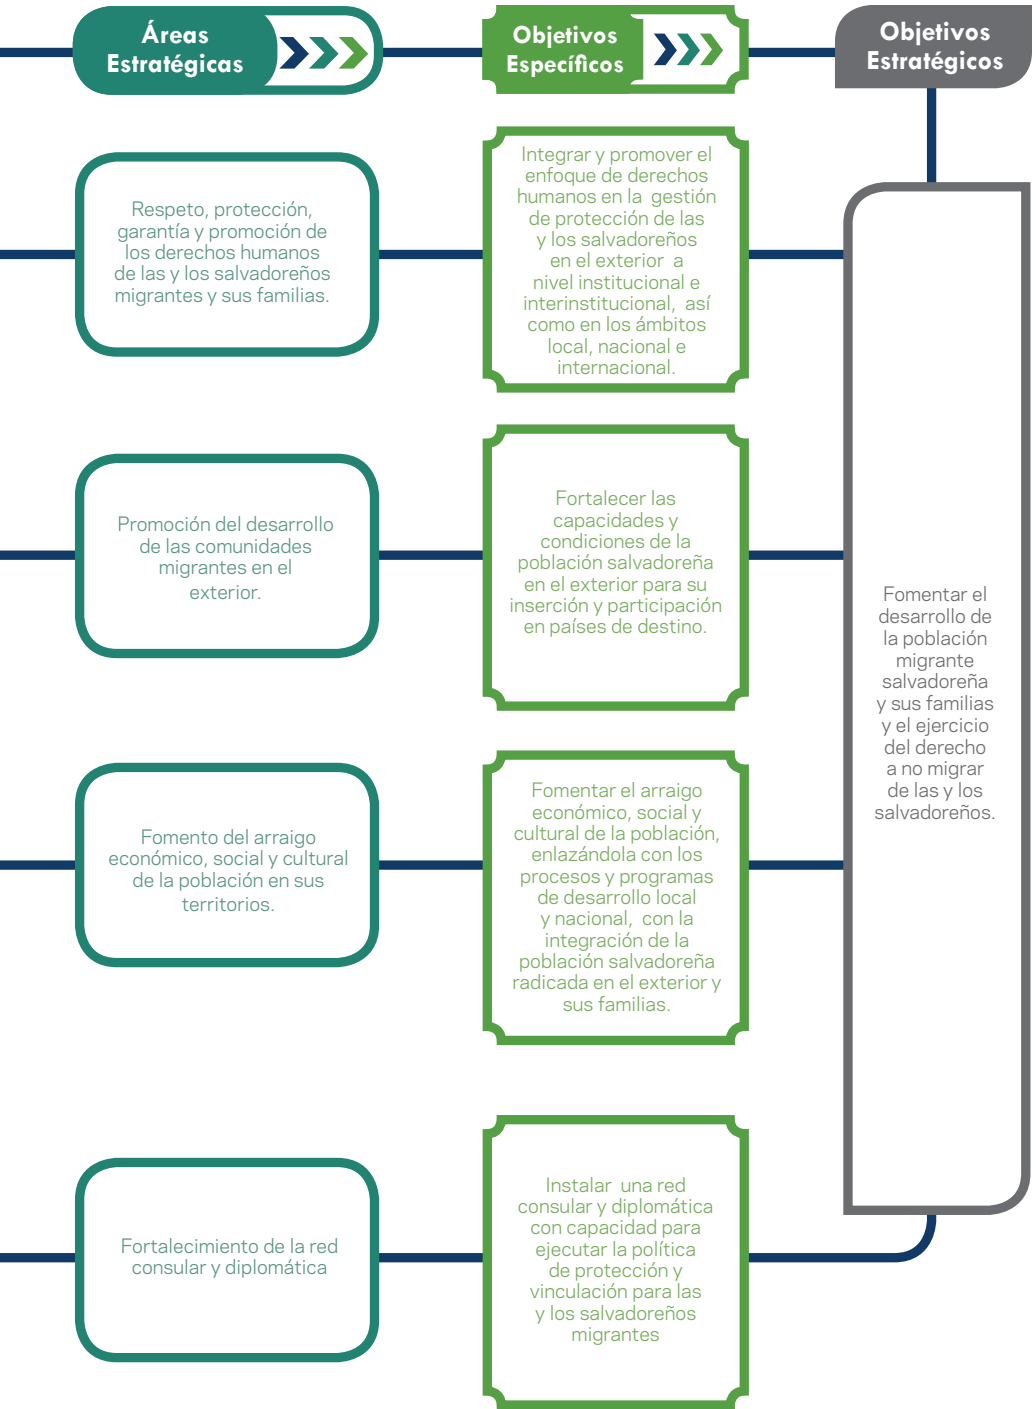 Áreas
Estratégicas
Objetivos
Específicos
Objetivos
Estratégicos
Respeto, protección,
garantía y promoción de
los derechos humanos
de las y los salvadoreños
migrantes y sus familias.
Integrar y promover el
enfoque de derechos
humanos en la gestión
de protección de las
y los salvadoreños
en el exterior a
nivel institucional e
interinstitucional, así
como en los ámbitos
local, nacional e
internacional.
Promoción del desarrollo
de las comunidades
migrantes en el
exterior.
Fortalecer las
capacidades y
condiciones de la
población salvadoreña
en el exterior para su
inserción y participación
en países de destino.
Fomento del arraigo
económico, social y cultural
de la población en sus
territorios.
Fomentar el arraigo
económico, social y
cultural de la población,
enlazándola con los
procesos y programas
de desarrollo local
y nacional, con la
integración de la
población salvadoreña
radicada en el exterior y
sus familias.
Fortalecimiento de la red
consular y diplomática
Instalar una red
consular y diplomática
con capacidad para
ejecutar la política
de protección y
vinculación para las
y los salvadoreños
migrantes
Fomentar el
desarrollo de
la población
migrante
salvadoreña
y sus familias
y el ejercicio
del derecho
a no migrar
de las y los
salvadoreños.